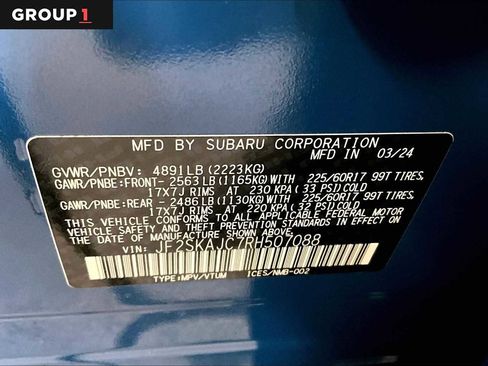 GROUP 1
MFD BY SUBARU CORPORATION
GVWR/PNBV: 4891LB (2223KG) MFD IN 03/24
GAWR/PNBE:FRONT- 2563LB (1165KG) WITH/AVEC 225/60R17 99T TIRES,
17X7J RIMS AT 230 KPA (33 PSI) COLD
GAWR/PNBE:REAR - 2486LB (1130KG) WITH/AVEC 225/60R17 99T TIRES,
17X7J RIMS AT 220 KPA (32 PSI) COLD
THIS VEHICLE CONFORMS TO ALL APPLICABLE FEDERAL MOTOR
VEHICLE SAFETY AND THEFT PREVENTION STANDARDS IN EFFECT
ON THE DATE OF MANUFACTURE SHOWN ABOVE.
VIN: JF2SKAJC7RH507088
TYPE:MPV/VTUM ICES/NMB-002